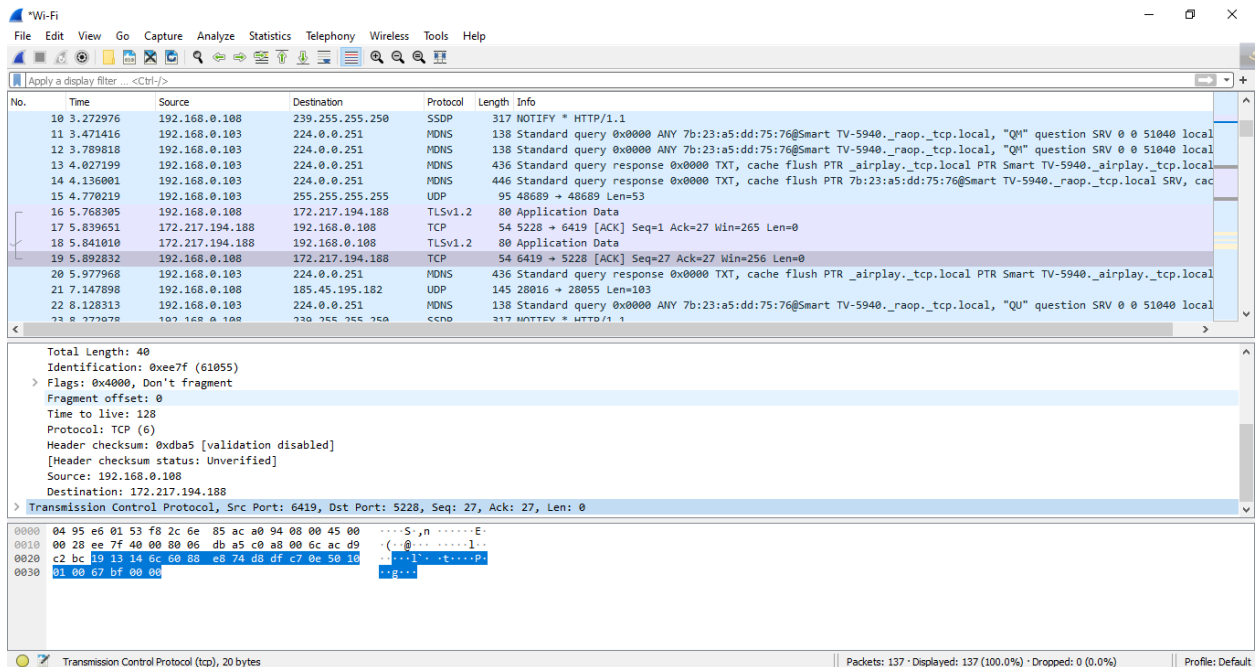 *Wi-Fi
File Edit View Go Capture Analyze Statistics Telephony Wireless Tools Help
Apply a display filter ... <Ctrl-/>
No. Time Source Destination Protocol Length Info
10 3.272976 192.168.0.108 239.255.255.250 SSDP 317 NOTIFY * HTTP/1.1
11 3.471416 192.168.0.103 224.0.0.251 MDNS 138 Standard query 0x0000 ANY 7b:23:a5:dd:75:76@Smart TV-5940._raop._tcp.local, "QM" question SRV 0 0 51040 local
12 3.789818 192.168.0.103 224.0.0.251 MDNS 138 Standard query 0x0000 ANY 7b:23:a5:dd:75:76@Smart TV-5940._raop._tcp.local, "QM" question SRV 0 0 51040 local
13 4.027199 192.168.0.103 224.0.0.251 MDNS 436 Standard query response 0x0000 TXT, cache flush PTR _airplay._tcp.local PTR Smart TV-5940._airplay._tcp.local
14 4.136001 192.168.0.103 224.0.0.251 MDNS 446 Standard query response 0x0000 TXT, cache flush PTR 7b:23:a5:dd:75:76@Smart TV-5940._raop._tcp.local SRV, cac
15 4.770219 192.168.0.103 255.255.255.255 UDP 95 48689 → 48689 Len=53
16 5.768305 192.168.0.108 172.217.194.188 TLSv1.2 80 Application Data
17 5.839651 172.217.194.188 192.168.0.108 TCP 54 5228 → 6419 [ACK] Seq=1 Ack=27 Win=265 Len=0
18 5.841010 172.217.194.188 192.168.0.108 TLSv1.2 80 Application Data
19 5.892832 192.168.0.108 172.217.194.188 TCP 54 6419 → 5228 [ACK] Seq=27 Ack=27 Win=256 Len=0
20 5.977968 192.168.0.103 224.0.0.251 MDNS 436 Standard query response 0x0000 TXT, cache flush PTR _airplay._tcp.local PTR Smart TV-5940._airplay._tcp.local
21 7.147898 192.168.0.108 185.45.195.182 UDP 145 28016 → 28055 Len=103
22 8.128313 192.168.0.103 224.0.0.251 MDNS 138 Standard query 0x0000 ANY 7b:23:a5:dd:75:76@Smart TV-5940._raop._tcp.local, "QU" question SRV 0 0 51040 local
23 8.272978 192.168.0.108 239.255.255.250 SSDP 317 NOTIFY * HTTP/1.1
Total Length: 40
Identification: 0xee7f (61055)
Flags: 0x4000, Don't fragment
Fragment offset: 0
Time to live: 128
Protocol: TCP (6)
Header checksum: 0xdba5 [validation disabled]
[Header checksum status: Unverified]
Source: 192.168.0.108
Destination: 172.217.194.188
Transmission Control Protocol, Src Port: 6419, Dst Port: 5228, Seq: 27, Ack: 27, Len: 0
0000 04 95 e6 01 53 f8 2c 6e 85 ac a0 94 08 00 45 00 ····S·,n ······E·
0010 00 28 ee 7f 40 00 80 06 db a5 c0 a8 00 6c ac d9 ·(··@··· ·····l··
0020 c2 bc 19 13 14 6c 60 88 e8 74 d8 df c7 0e 50 10 ·····l`· ·t····P·
0030 01 00 67 bf 00 00 ··g···
Transmission Control Protocol (tcp), 20 bytes
Packets: 137 · Displayed: 137 (100.0%) · Dropped: 0 (0.0%)
Profile: Default